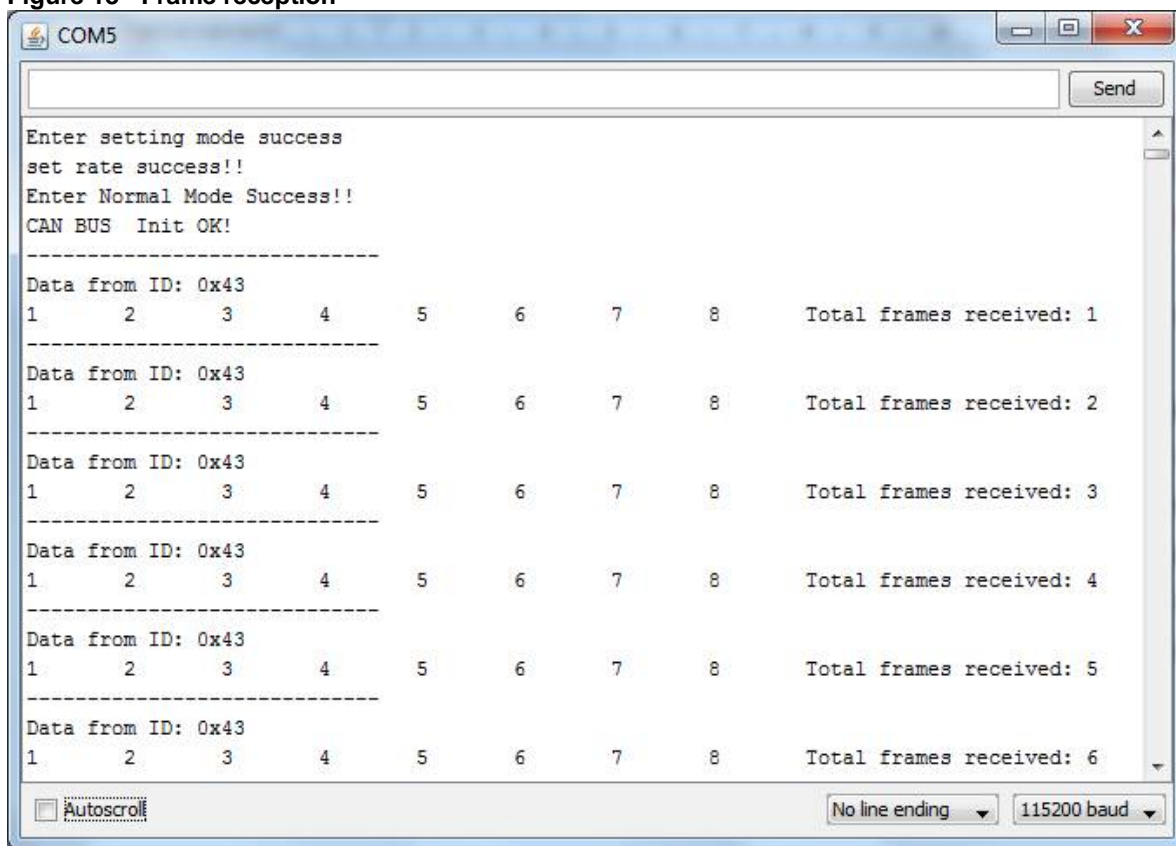 COM5
Send
Enter setting mode success
set rate success!!
Enter Normal Mode Success!!
CAN BUS  Init OK!
-----------------------------
Data from ID: 0x43
1 2 3 4 5 6 7 8 Total frames received: 1
-----------------------------
Data from ID: 0x43
1 2 3 4 5 6 7 8 Total frames received: 2
-----------------------------
Data from ID: 0x43
1 2 3 4 5 6 7 8 Total frames received: 3
-----------------------------
Data from ID: 0x43
1 2 3 4 5 6 7 8 Total frames received: 4
-----------------------------
Data from ID: 0x43
1 2 3 4 5 6 7 8 Total frames received: 5
-----------------------------
Data from ID: 0x43
1 2 3 4 5 6 7 8 Total frames received: 6
Autoscroll
No line ending
115200 baud